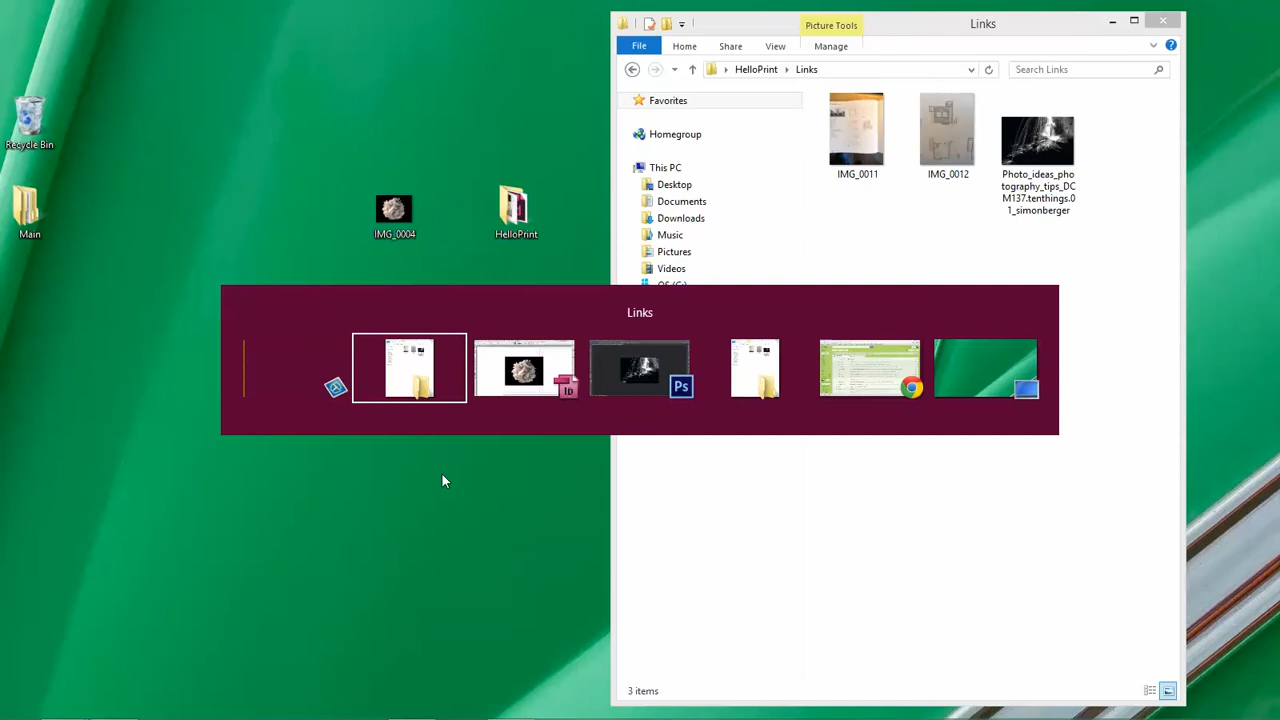 Picture Tools
Links
File
Home
Share
View
Manage
HelloPrint
Links
Search Links
Favorites
Homegroup
This PC
Desktop
Documents
Downloads
Music
Pictures
Videos
OS (C:)
IMG_0011
IMG_0012
Photo_ideas_pho
tography_tips_DC
M137.tenthings.0
1_simonberger
Recycle Bin
Main
IMG_0004
HelloPrint
Links
ID
Ps
3 items